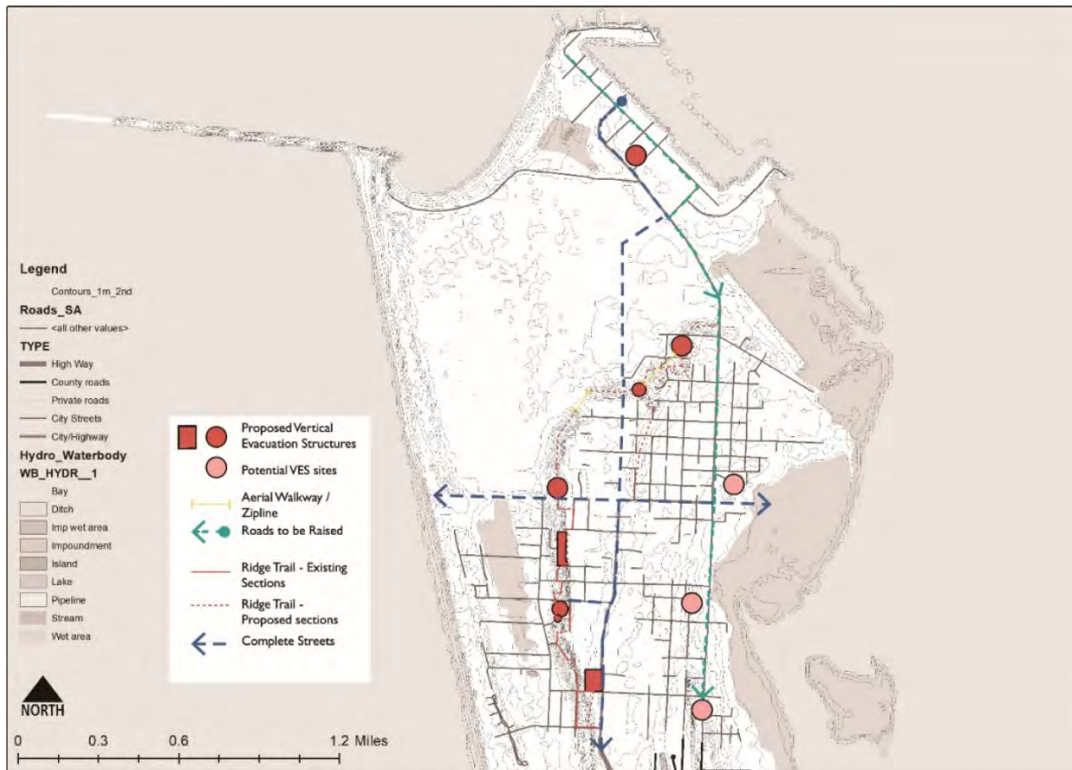 Legend
Contours_1m_2nd
Roads_SA
<all other values>
TYPE
High Way
County roads
Private roads
City Streets
City/Highway
Hydro_Waterbody
WB_HYDR__1
Bay
Ditch
Imp wet area
Impoundment
Island
Lake
Pipeline
Stream
Wet area
NORTH
0 0.3 0.6 1.2 Miles
Proposed Vertical
Evacuation Structures
Potential VES sites
Aerial Walkway /
Zipline
Roads to be Raised
Ridge Trail - Existing
Sections
Ridge Trail -
Proposed sections
Complete Streets